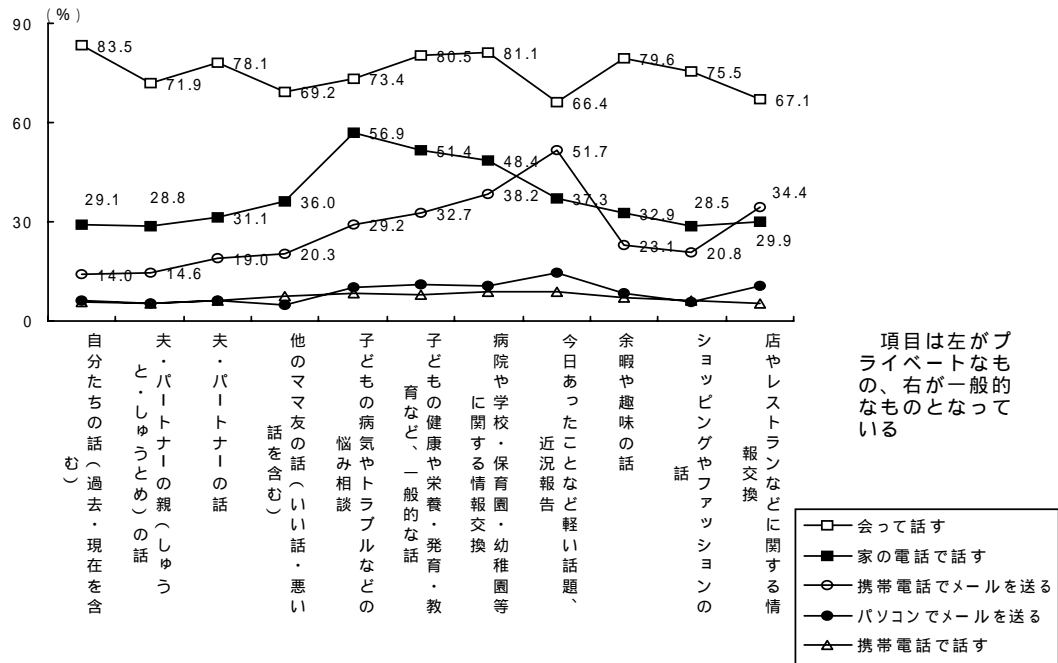 90
(%)
60
30
0
83.5
71.9
78.1
69.2
73.4
80.5
81.1
66.4
79.6
75.5
67.1
29.1
28.8
31.1
36.0
56.9
51.4
48.4
37.3
32.9
28.5
29.9
14.0
14.6
19.0
20.3
29.2
32.7
38.2
51.7
23.1
20.8
34.4
自分たちの話(過去・現在を含
む)
夫・パートナーの親(しゅう
と・しゅうとめ)の話
夫・パートナーの話
他のママ友の話(いい話・悪い
話を含む)
子どもの病気やトラブルなどの
悩み相談
子どもの健康や栄養・発育・教
育など、一般的な話
病院や学校・保育園・幼稚園等
に関する情報交換
今日あったことなど軽い話題、
近況報告
余暇や趣味の話
ショッピングやファッションの
話
店やレストランなどに関する情
報交換
項目は左がプ
ライベートなも
の、右が一般的
なものとなって
いる
会って話す
家の電話で話す
携帯電話でメールを送る
パソコンでメールを送る
携帯電話で話す